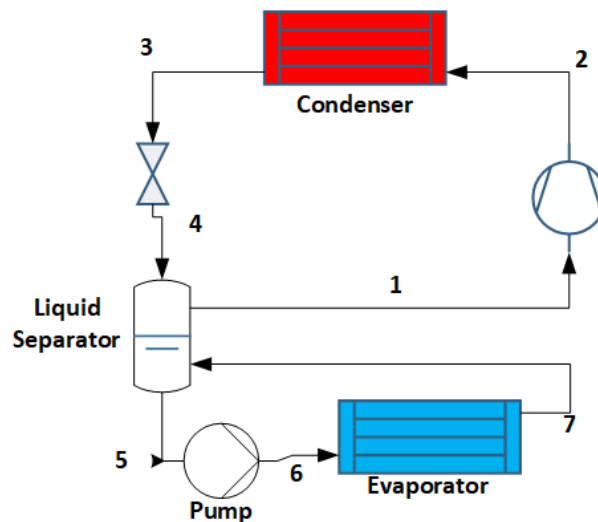 3
2
Condenser
4
1
Liquid
Separator
5
6
7
Evaporator
Pump